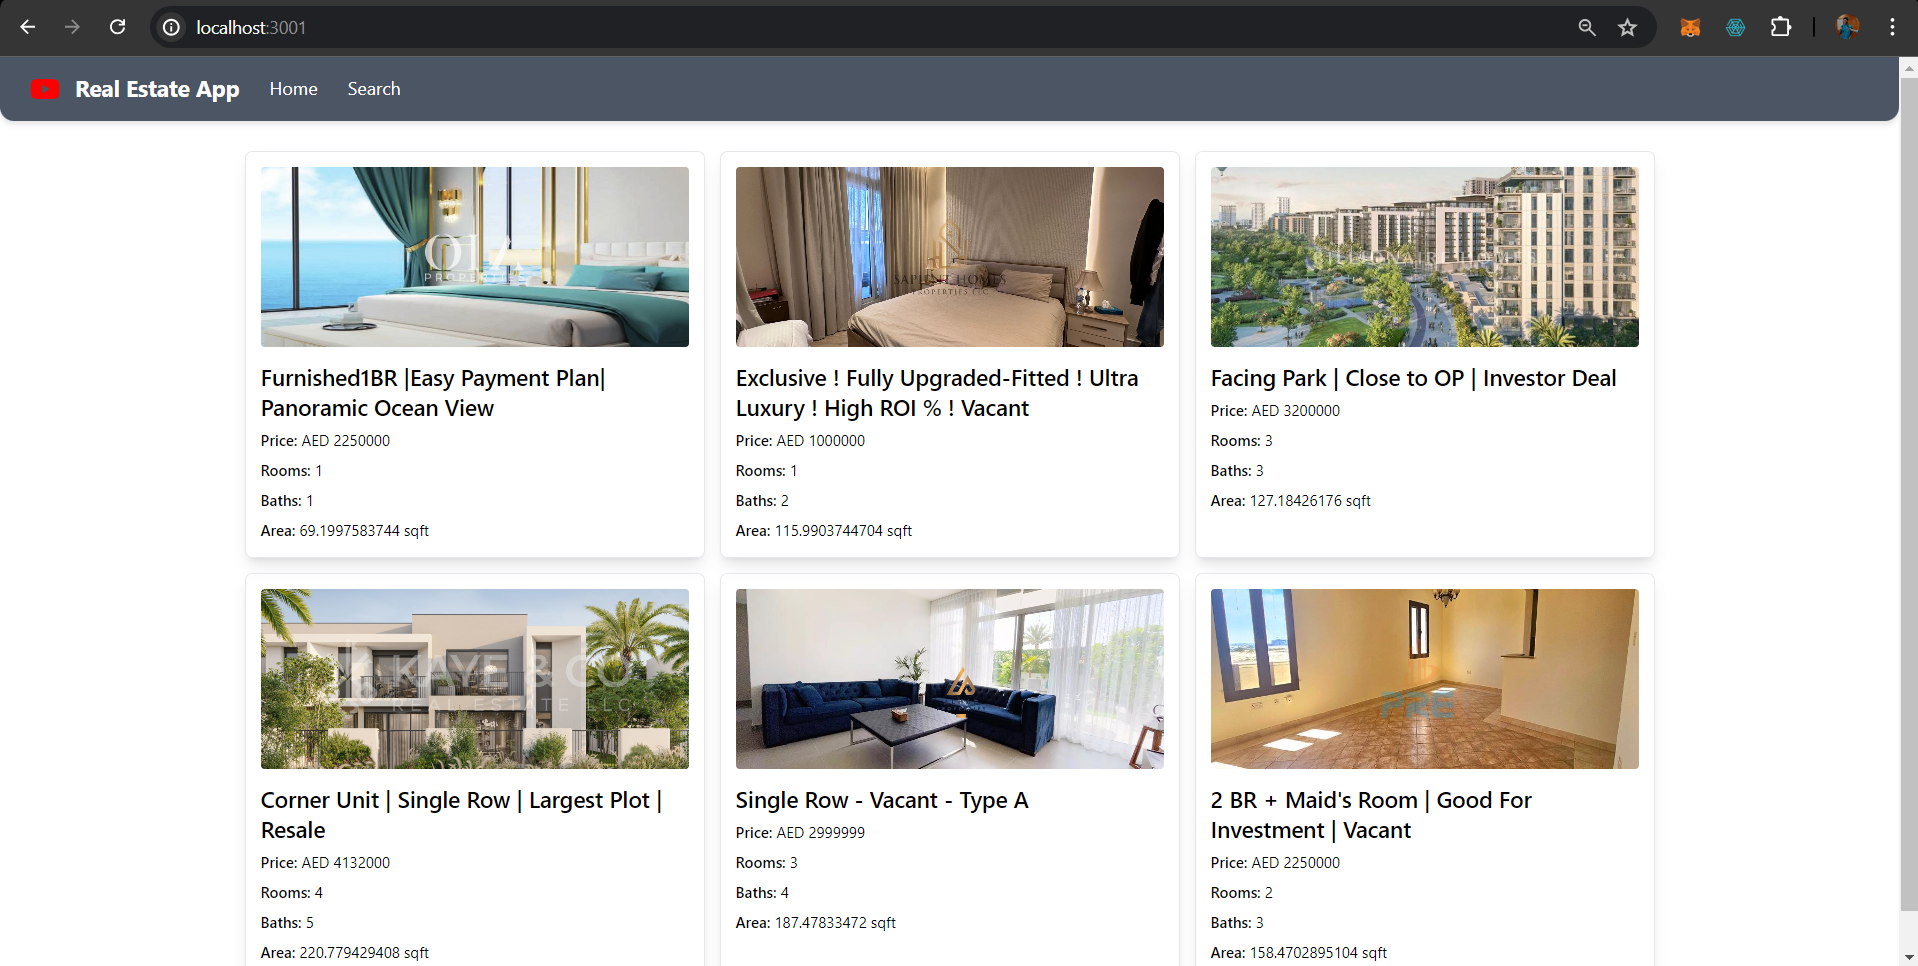 localhost:3001
Real Estate App Home Search
PROPERTIES
Furnished1BR |Easy Payment Plan|
Panoramic Ocean View
Price: AED 2250000
Rooms: 1
Baths: 1
Area: 69.1997583744 sqft
SAPIENT HOMES
PROPERTIES LLC
Exclusive ! Fully Upgraded-Fitted ! Ultra
Luxury ! High ROI % ! Vacant
Price: AED 1000000
Rooms: 1
Baths: 2
Area: 115.9903744704 sqft
Facing Park | Close to OP | Investor Deal
Price: AED 3200000
Rooms: 3
Baths: 3
Area: 127.18426176 sqft
KAYE & CO
REAL ESTATE LLC
Corner Unit | Single Row | Largest Plot |
Resale
Price: AED 4132000
Rooms: 4
Baths: 5
Area: 220.779429408 sqft
Single Row - Vacant - Type A
Price: AED 2999999
Rooms: 3
Baths: 4
Area: 187.47833472 sqft
PRE
2 BR + Maid's Room | Good For
Investment | Vacant
Price: AED 2250000
Rooms: 2
Baths: 3
Area: 158.4702895104 sqft